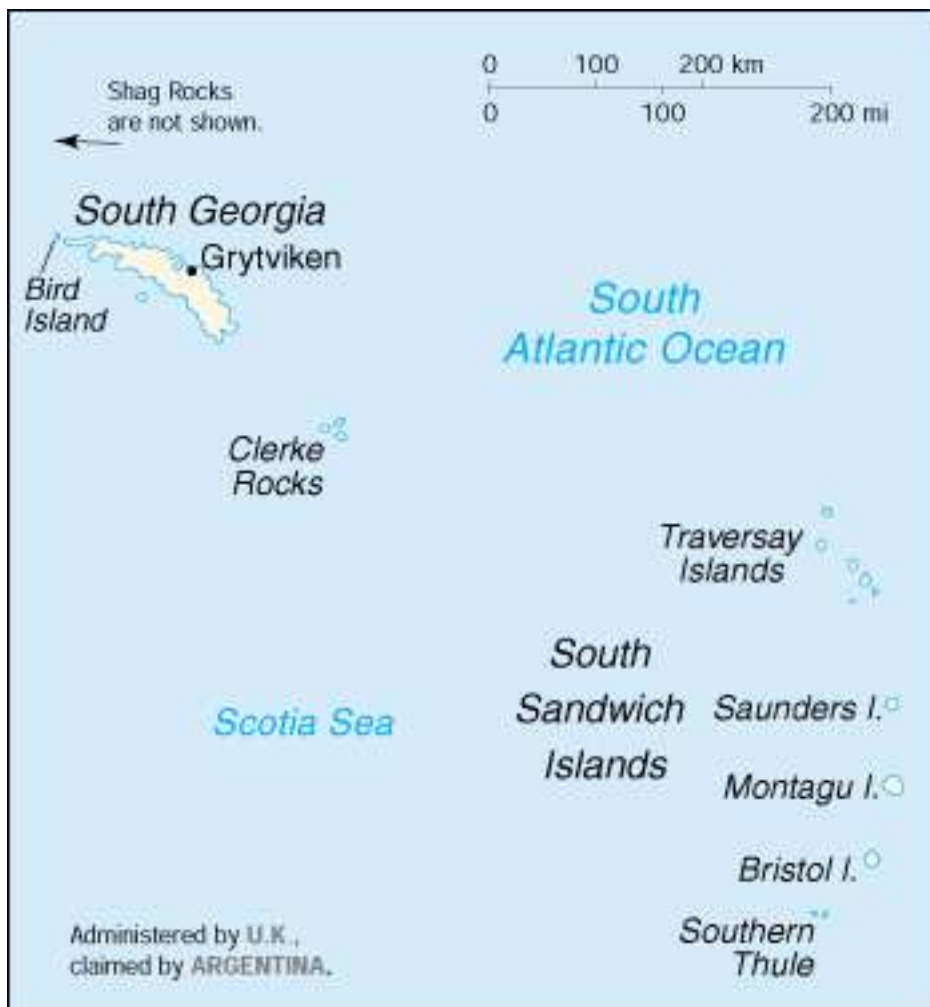 0 100 200 km
0 100 200 mi
Shag Rocks
are not shown.
South Georgia
Grytviken
Bird
Island
South
Atlantic Ocean
Clerke
Rocks
Traversay
Islands
South
Sandwich
Islands
Saunders I.
Scotia Sea
Montagu I.
Bristol I.
Southern
Thule
Administered by U.K.,
claimed by ARGENTINA.